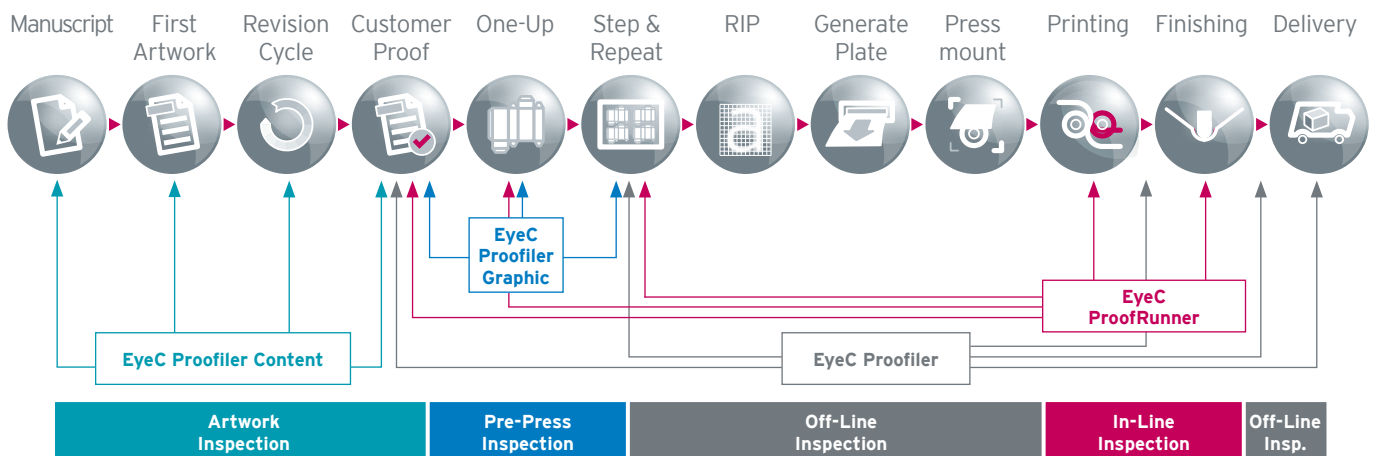 Manuscript
First
Artwork
Revision
Cycle
Customer
Proof
One-Up
Step &
Repeat
RIP
Generate
Plate
Press
mount
Printing
Finishing
Delivery
a
EyeC
Proofiler
Graphic
EyeC
ProofRunner
EyeC Proofiler Content
EyeC Proofiler
Artwork
Inspection
Pre-Press
Inspection
Off-Line
Inspection
In-Line
Inspection
Off-Line
Insp.